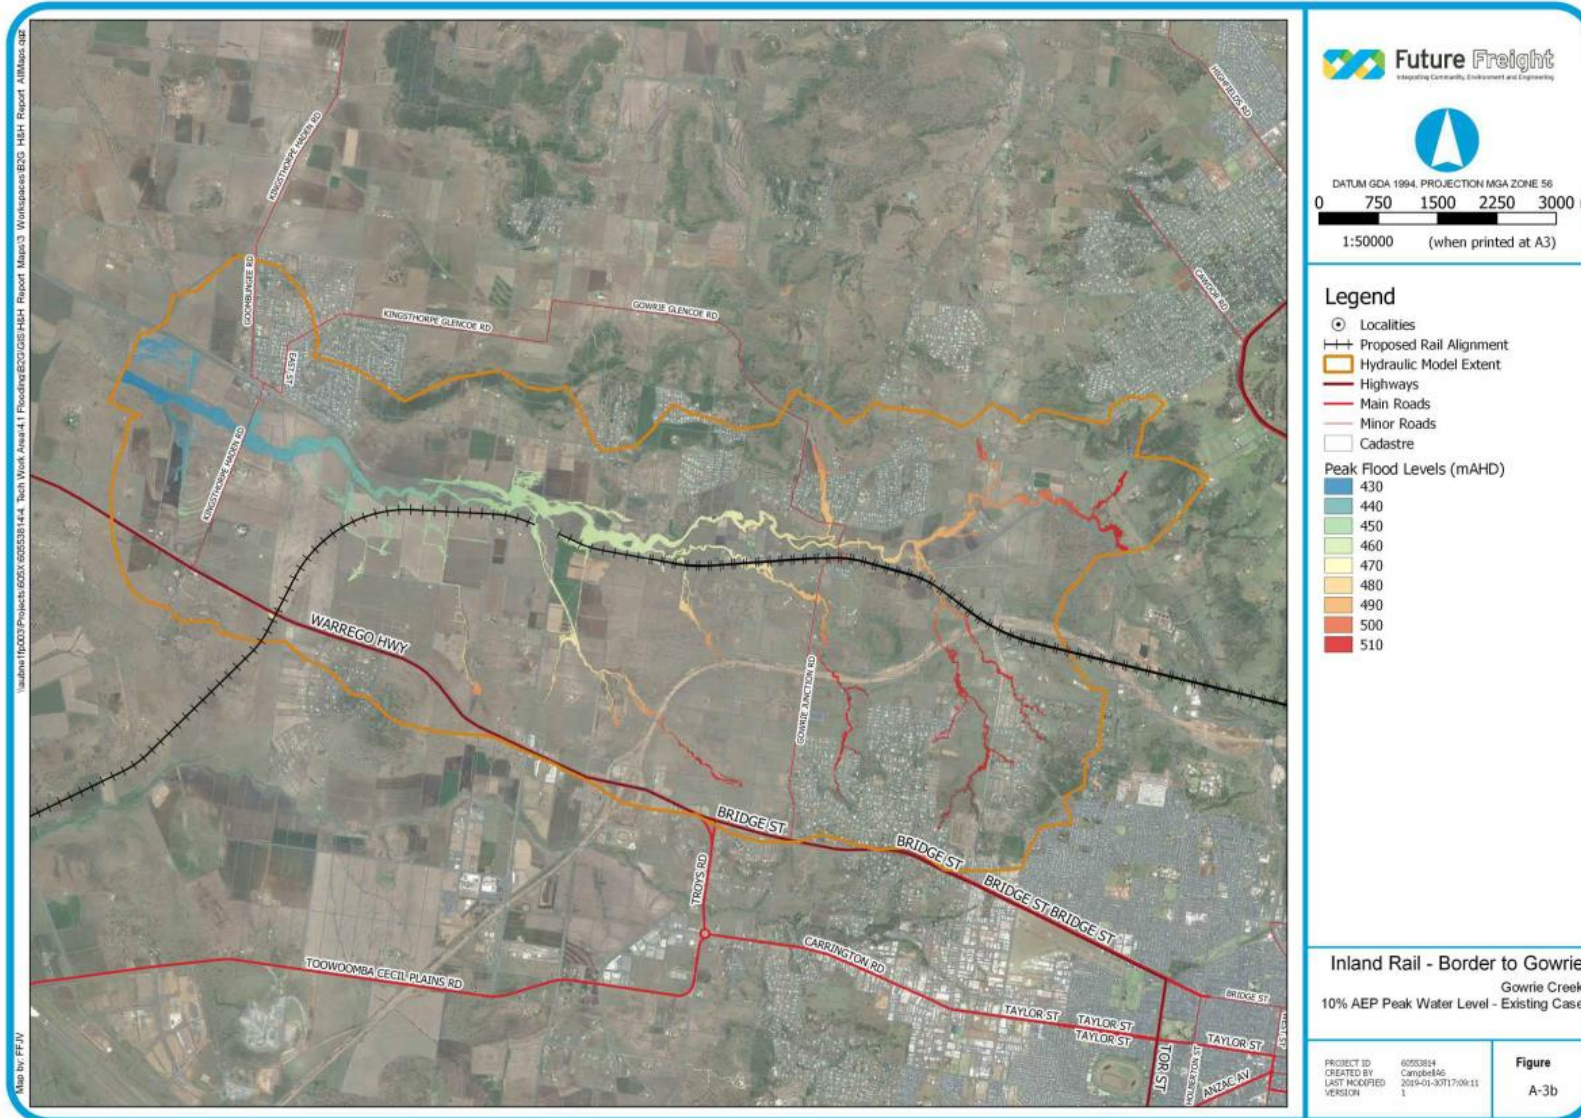 Future Freight
Integrating Community, Environment and Engineering
DATUM GDA 1994, PROJECTION MGA ZONE 56
0 750 1500 2250 3000
1:50000 (when printed at A3)
Legend
Localities
Proposed Rail Alignment
Hydraulic Model Extent
Highways
Main Roads
Minor Roads
Cadastre
Peak Flood Levels (mAHD)
430
440
450
460
470
480
490
500
510
Inland Rail - Border to Gowrie
Gowrie Creek
10% AEP Peak Water Level - Existing Case
PROJECT ID 60553814
CREATED BY CampbellA6
LAST MODIFIED 2019-01-30T17:09:11
VERSION 1
Figure
A-3b
KINGSTHORPE HADEN RD
HIGHFIELDS RD
CAWDOR RD
GOOMBUNGEE RD
KINGSTHORPE GLENCOE RD
GOWRIE GLENCOE RD
EAST ST
KINGSTHORPE HADEN RD
WARREGO HWY
GOWRIE JUNCTION RD
BRIDGE ST
BRIDGE ST
BRIDGE ST BRIDGE ST
TROYS RD
CARRINGTON RD
TOOWOOMBA CECIL PLAINS RD
TAYLOR ST
TAYLOR ST
TAYLOR ST
TAYLOR ST
BRIDGE ST
TOR ST
ANZAC AV
Map by: FFJV